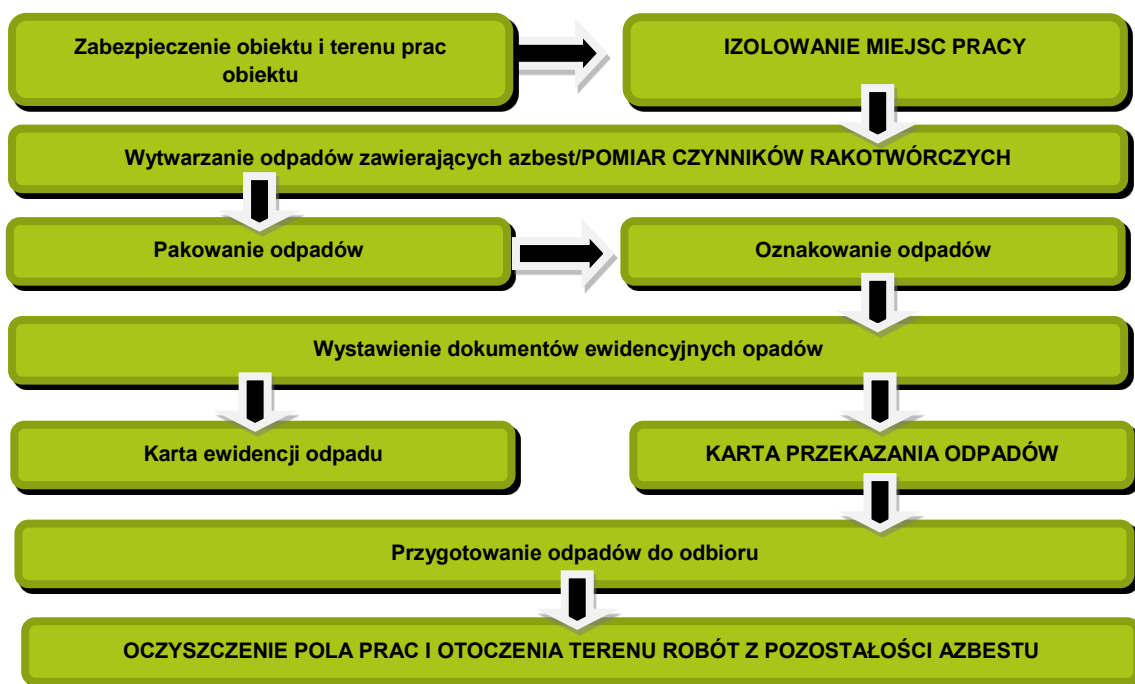 Zabezpieczenie obiektu i terenu prac
obiektu
IZOLOWANIE MIEJSC PRACY
Wytwarzanie odpadów zawierających azbest/POMIAR CZYNNIKÓW RAKOTWÓRCZYCH
Pakowanie odpadów
Oznakowanie odpadów
Wystawienie dokumentów ewidencyjnych opadów
Karta ewidencji odpadu
KARTA PRZEKAZANIA ODPADÓW
Przygotowanie odpadów do odbioru
OCZYSZCZENIE POLA PRAC I OTOCZENIA TERENU ROBÓT Z POZOSTAŁOŚCI AZBESTU